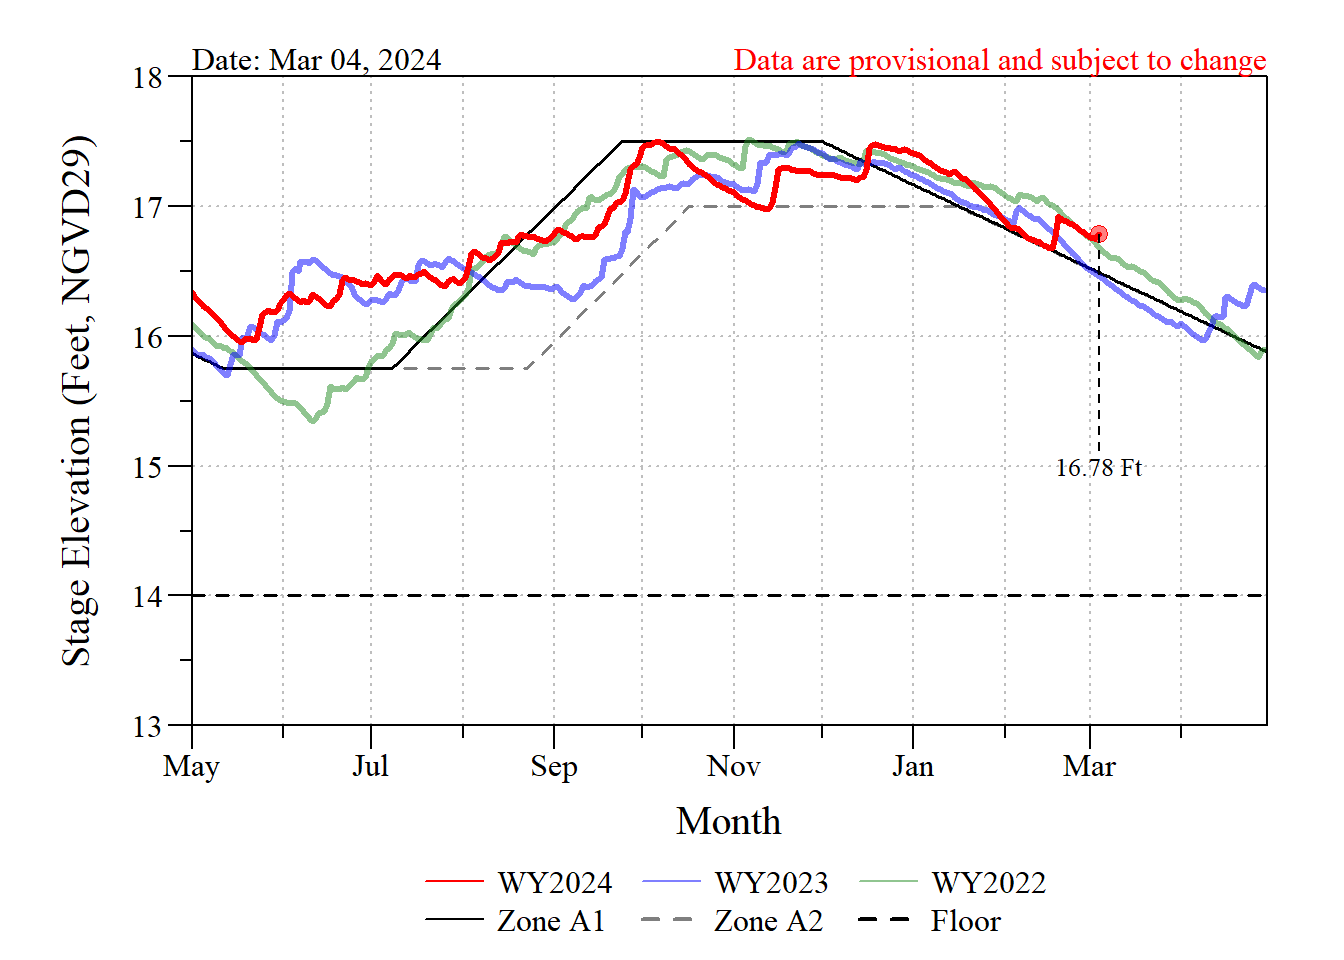 Date: Mar 04, 2024
Data are provisional and subject to change
Stage Elevation (Feet, NGVD29)
18
17
16
15
14
13
16.78 Ft
May Jul Sep Nov Jan Mar
Month
WY2024 WY2023 WY2022
Zone A1 Zone A2 Floor